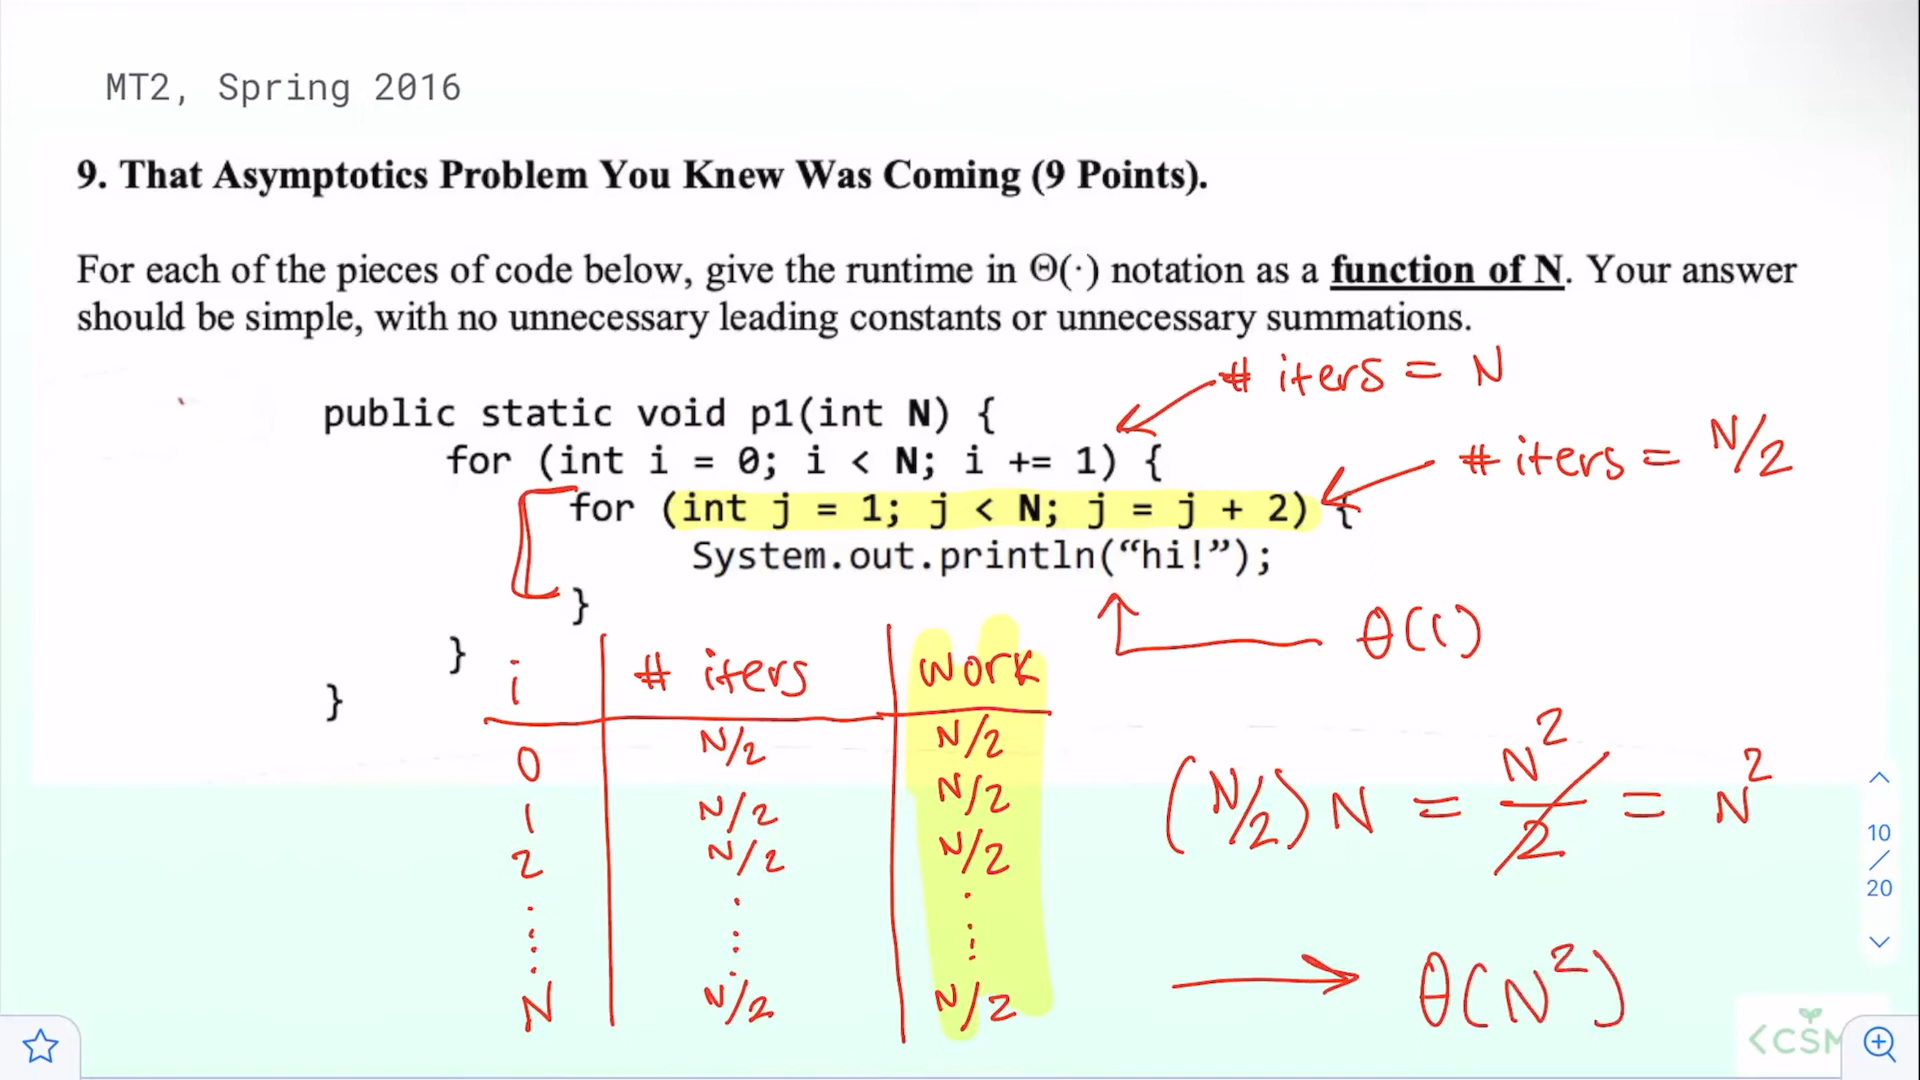 MT2, Spring 2016
9. That Asymptotics Problem You Knew Was Coming (9 Points).
For each of the pieces of code below, give the runtime in Θ(·) notation as a function of N. Your answer
should be simple, with no unnecessary leading constants or unnecessary summations.
# iters = N
public static void p1(int N) {
for (int i = 0; i < N; i += 1) {
# iters = N/2
for (int j = 1; j < N; j = j + 2) {
System.out.println(“hi!”);
}
θ(1)
}
}
i # iters work
0 N/2 N/2
1 N/2 N/2
2 N/2 N/2
⋮ ⋮ ⋮
N N/2 N/2
(N/2) N = N²/2 = N²
→ θ(N²)
10
/
20
<CSM